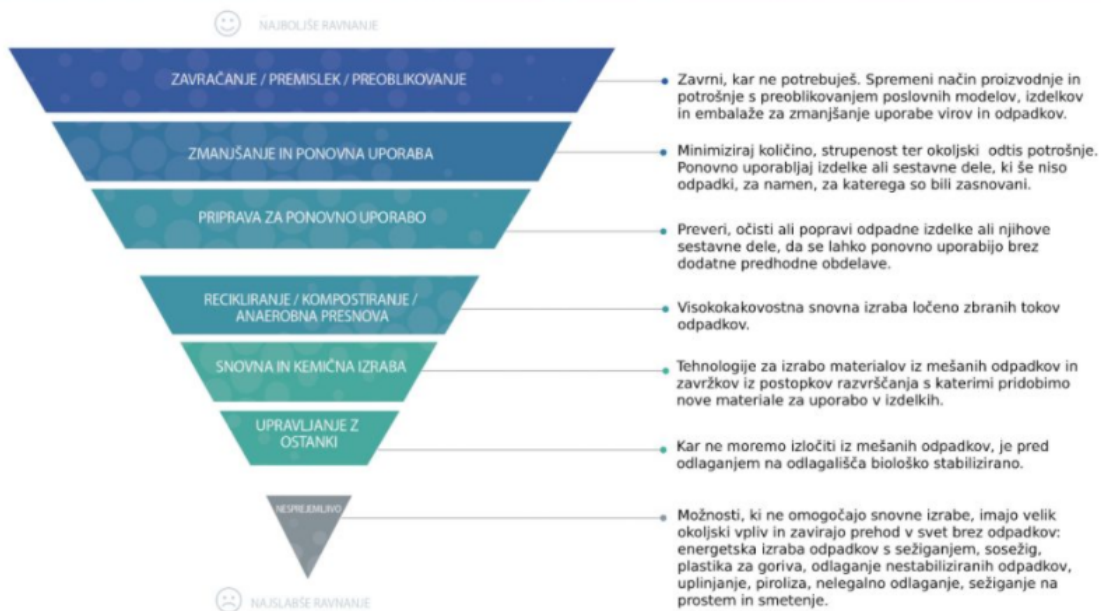 NAJBOLJŠE RAVNANJE
ZAVRAČANJE / PREMISLEK / PREOBLIKOVANJE
Zavrni, kar ne potrebuješ. Spremeni način proizvodnje in
potrošnje s preoblikovanjem poslovnih modelov, izdelkov
in embalaže za zmanjšanje uporabe virov in odpadkov.
ZMANJŠANJE IN PONOVNA UPORABA
Minimiziraj količino, strupenost ter okoljski odtis potrošnje.
Ponovno uporabljaj izdelke ali sestavne dele, ki še niso
odpadki, za namen, za katerega so bili zasnovani.
PRIPRAVA ZA PONOVNO UPORABO
Preveri, očisti ali popravi odpadne izdelke ali njihove
sestavne dele, da se lahko ponovno uporabijo brez
dodatne predhodne obdelave.
RECIKLIRANJE / KOMPOSTIRANJE /
ANAEROBNA PRESNOVA
Visokokakovostna snovna izraba ločeno zbranih tokov
odpadkov.
SNOVNA IN KEMIČNA IZRABA
Tehnologije za izrabo materialov iz mešanih odpadkov in
zavržkov iz postopkov razvrščanja s katerimi pridobimo
nove materiale za uporabo v izdelkih.
UPRAVLJANJE Z
OSTANKI
Kar ne moremo izločiti iz mešanih odpadkov, je pred
odlaganjem na odlagališča biološko stabilizirano.
NESPREJEMLJIVO
Možnosti, ki ne omogočajo snovne izrabe, imajo velik
okoljski vpliv in zavirajo prehod v svet brez odpadkov:
energetska izraba odpadkov s sežiganjem, sosežig,
plastika za goriva, odlaganje nestabiliziranih odpadkov,
uplinjanje, piroliza, nelegalno odlaganje, sežiganje na
prostem in smetenje.
NAJSLABŠE RAVNANJE